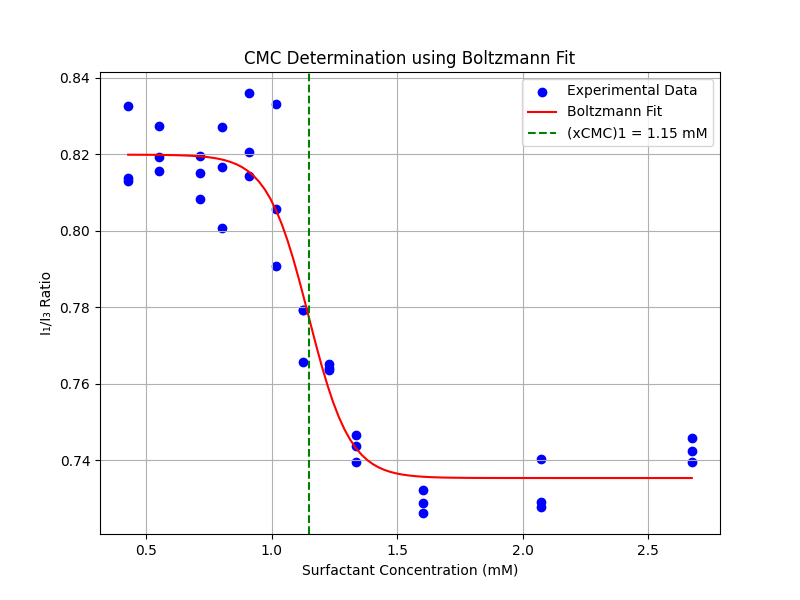 CMC Determination using Boltzmann Fit
Experimental Data
Boltzmann Fit
(xCMC)1 = 1.15 mM
I₁/I₃ Ratio
0.84
0.82
0.80
0.78
0.76
0.74
0.5
1.0
1.5
2.0
2.5
Surfactant Concentration (mM)